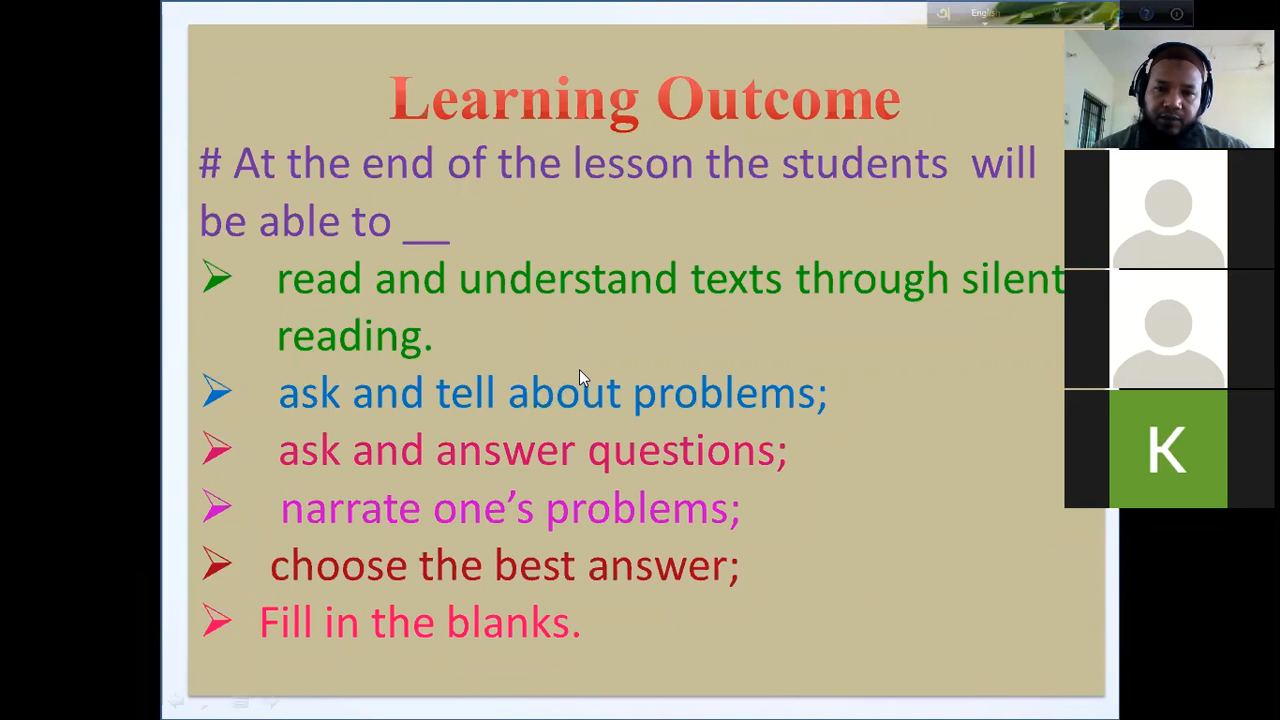 অ English
Learning Outcome
# At the end of the lesson the students will
be able to __
read and understand texts through silent
reading.
ask and tell about problems;
ask and answer questions;
narrate one’s problems;
choose the best answer;
Fill in the blanks.
K